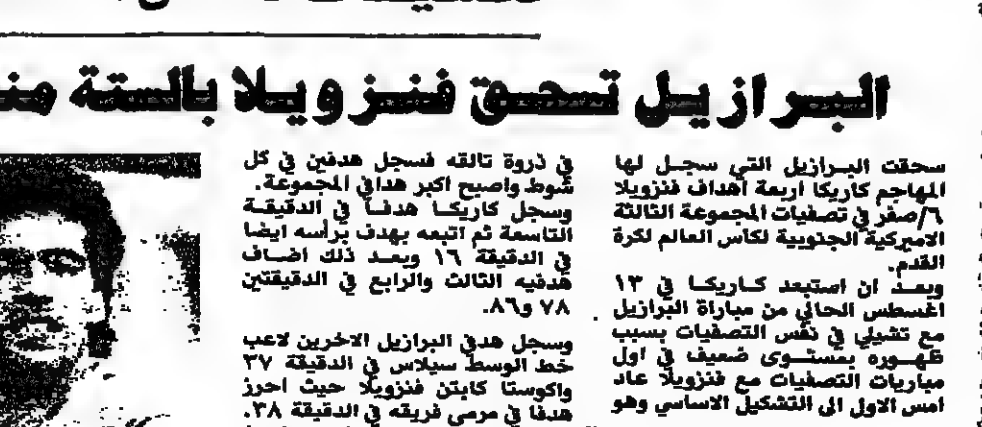 البرازيل تسحق فنزويلا بالستة
سحقت البرازيل التي سجل لها
المهاجم كاريكا اربعة اهداف فنزويلا
٦/صفر في تصفيات المجموعة الثالثة
الاميركية الجنوبية لكاس العالم لكرة
القدم.
وبعد ان استبعد كاريكا في ١٣
اغسطس الحالي من مباراة البرازيل
مع تشيلي في نفس التصفيات بسبب
ظهوره بمستوى ضعيف في اول
مباريات التصفيات مع فنزويلا عاد
امس الاول الى التشكيل الاساسي وهو
في ذروة تالقه فسجل هدفين في كل
شوط واصبح اكبر هدافي المجموعة.
وسجل كاريكا هدفا في الدقيقة
التاسعة ثم اتبعه بهدف برأسه ايضا
في الدقيقة ١٦ وبعد ذلك اضاف
هدفيه الثالث والرابع في الدقيقتين
٧٨ و٨٦.
وسجل هدفي البرازيل الاخرين لاعب
خط الوسط سيلاس في الدقيقة ٣٧
واكوستا كابتن فنزويلا حيث احرز
هدفا في مرمى فريقه في الدقيقة ٣٨.